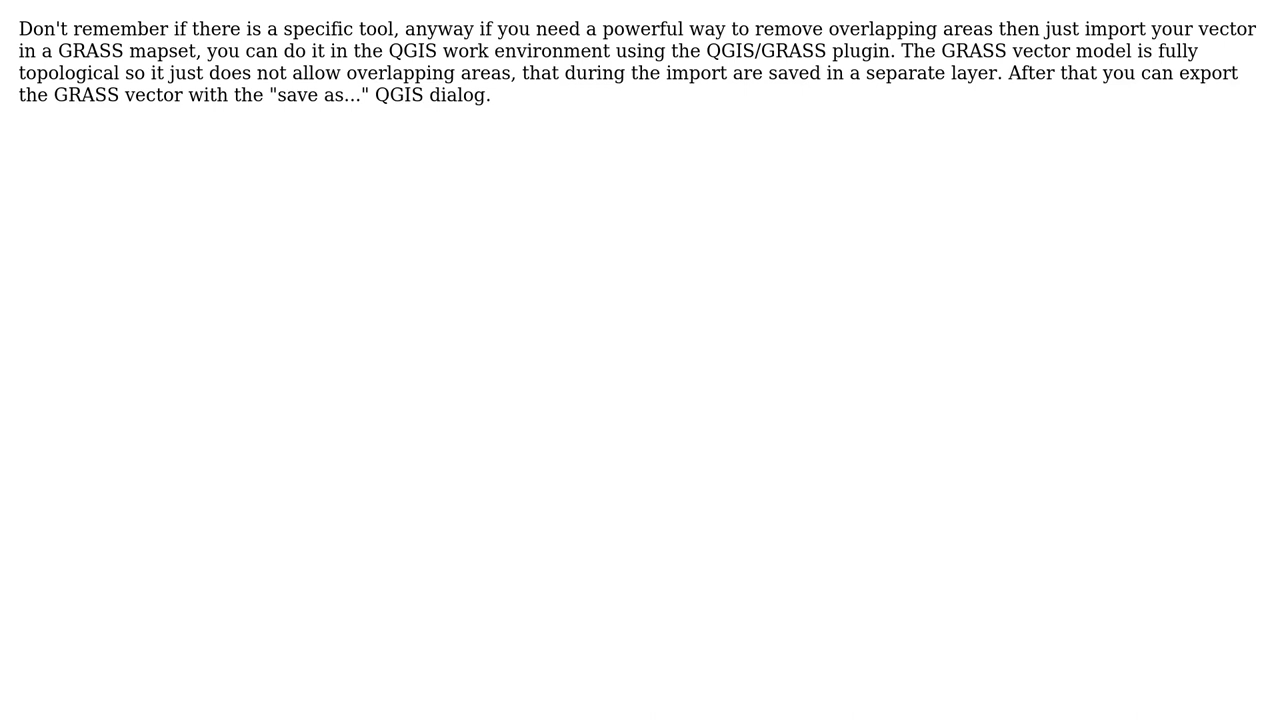 Don't remember if there is a specific tool, anyway if you need a powerful way to remove overlapping areas then just import your vector
in a GRASS mapset, you can do it in the QGIS work environment using the QGIS/GRASS plugin. The GRASS vector model is fully
topological so it just does not allow overlapping areas, that during the import are saved in a separate layer. After that you can export
the GRASS vector with the "save as..." QGIS dialog.